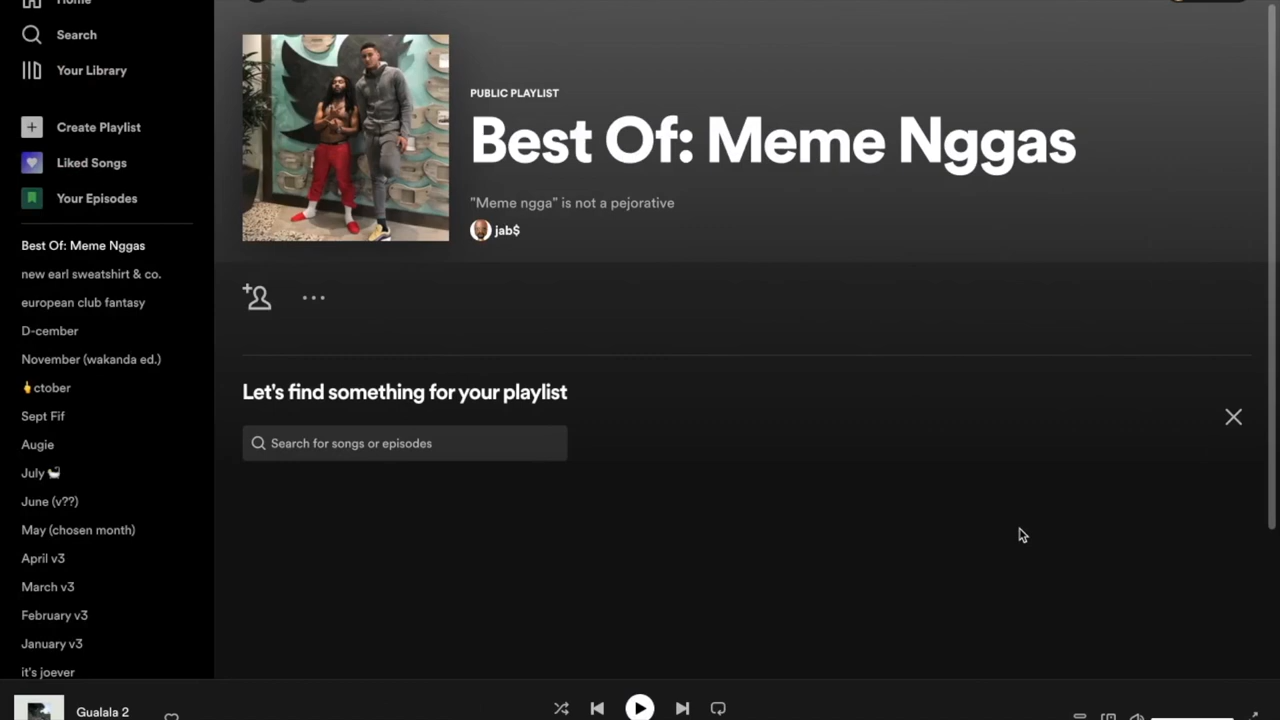 Home
Search
Your Library
Create Playlist
Liked Songs
Your Episodes
Best Of: Meme Nggas
new earl sweatshirt & co.
european club fantasy
D-cember
November (wakanda ed.)
🖕ctober
Sept Fif
Augie
July
June (v??)
May (chosen month)
April v3
March v3
February v3
January v3
it's joever
PUBLIC PLAYLIST
Best Of: Meme Nggas
"Meme ngga" is not a pejorative
jab$
Let's find something for your playlist
Search for songs or episodes
Gualala 2